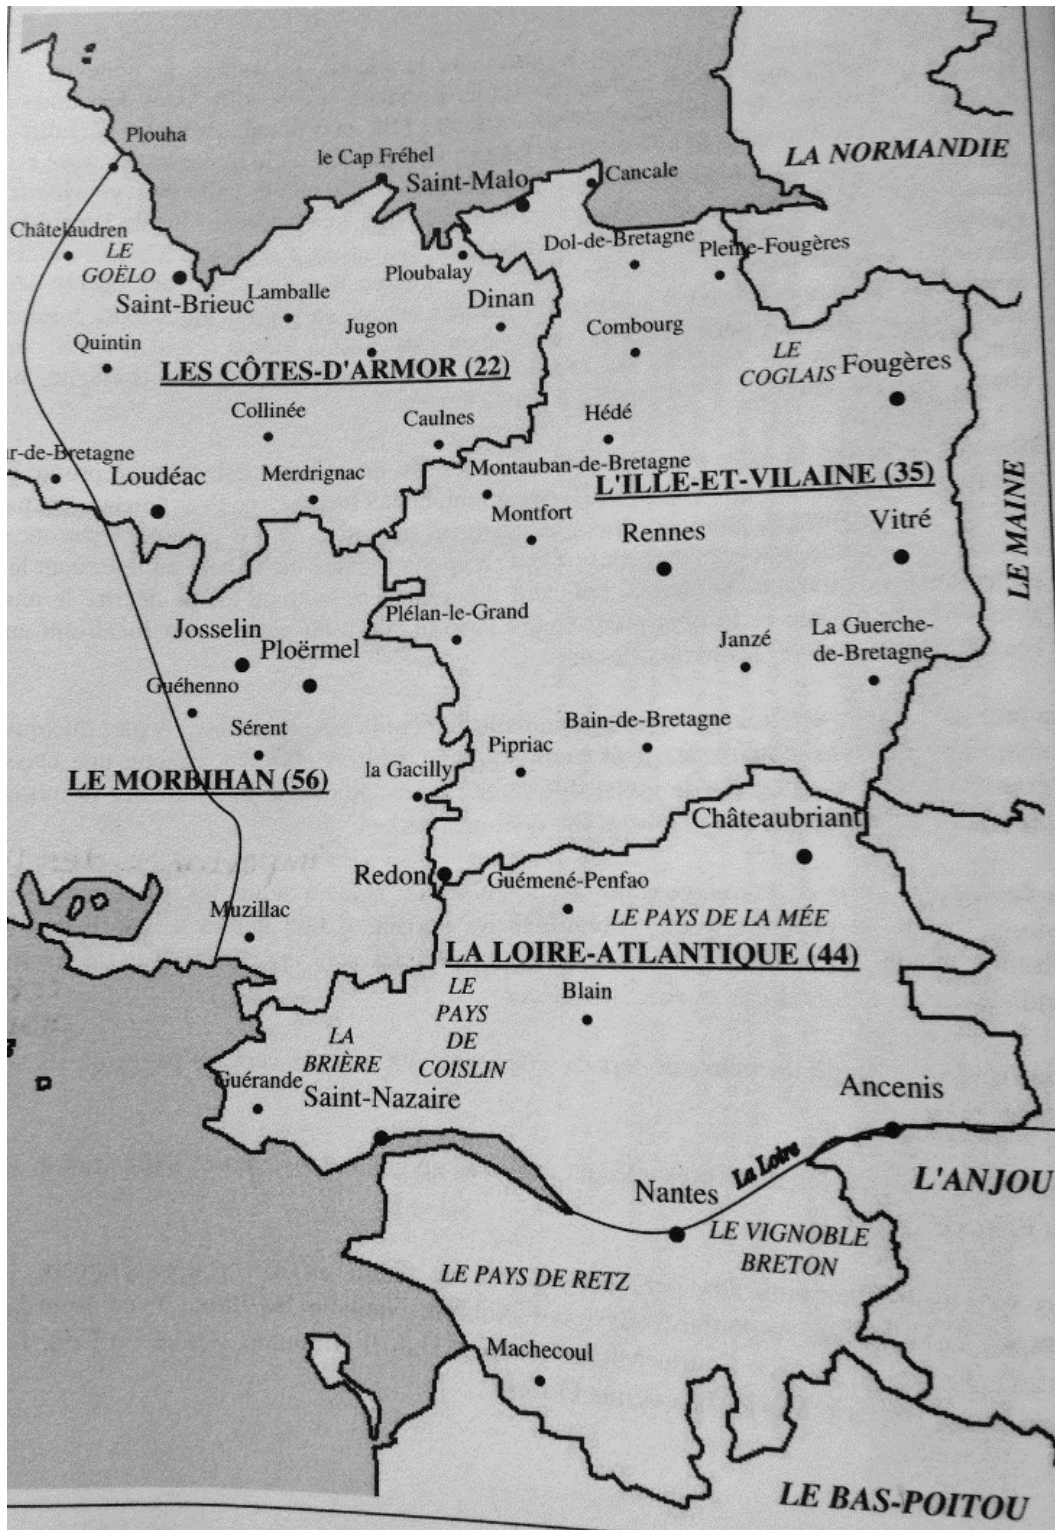 Plouha
LA NORMANDIE
le Cap Fréhel
Saint-Malo
Cancale
Châtelaudren
LE
GOËLO
Dol-de-Bretagne
Pleine-Fougères
Ploubalay
Saint-Brieuc
Lamballe
Dinan
Jugon
Combourg
Quintin
LES CÔTES-D'ARMOR (22)
LE
COGLAIS
Fougères
Collinée
Caulnes
Hédé
r-de-Bretagne
Loudéac
Merdrignac
Montauban-de-Bretagne
L'ILLE-ET-VILAINE (35)
Montfort
Rennes
Vitré
LE MAINE
Plélan-le-Grand
Josselin
Ploërmel
Janzé
La Guerche-
de-Bretagne
Guéhenno
Sérent
Bain-de-Bretagne
Pipriac
LE MORBIHAN (56)
la Gacilly
Châteaubriant
Redon
Guémené-Penfao
Muzillac
LE PAYS DE LA MÉE
LA LOIRE-ATLANTIQUE (44)
LE
PAYS
DE
COISLIN
Blain
LA
BRIÈRE
Guérande
Saint-Nazaire
Ancenis
La Loire
L'ANJOU
Nantes
LE VIGNOBLE
BRETON
LE PAYS DE RETZ
Machecoul
LE BAS-POITOU